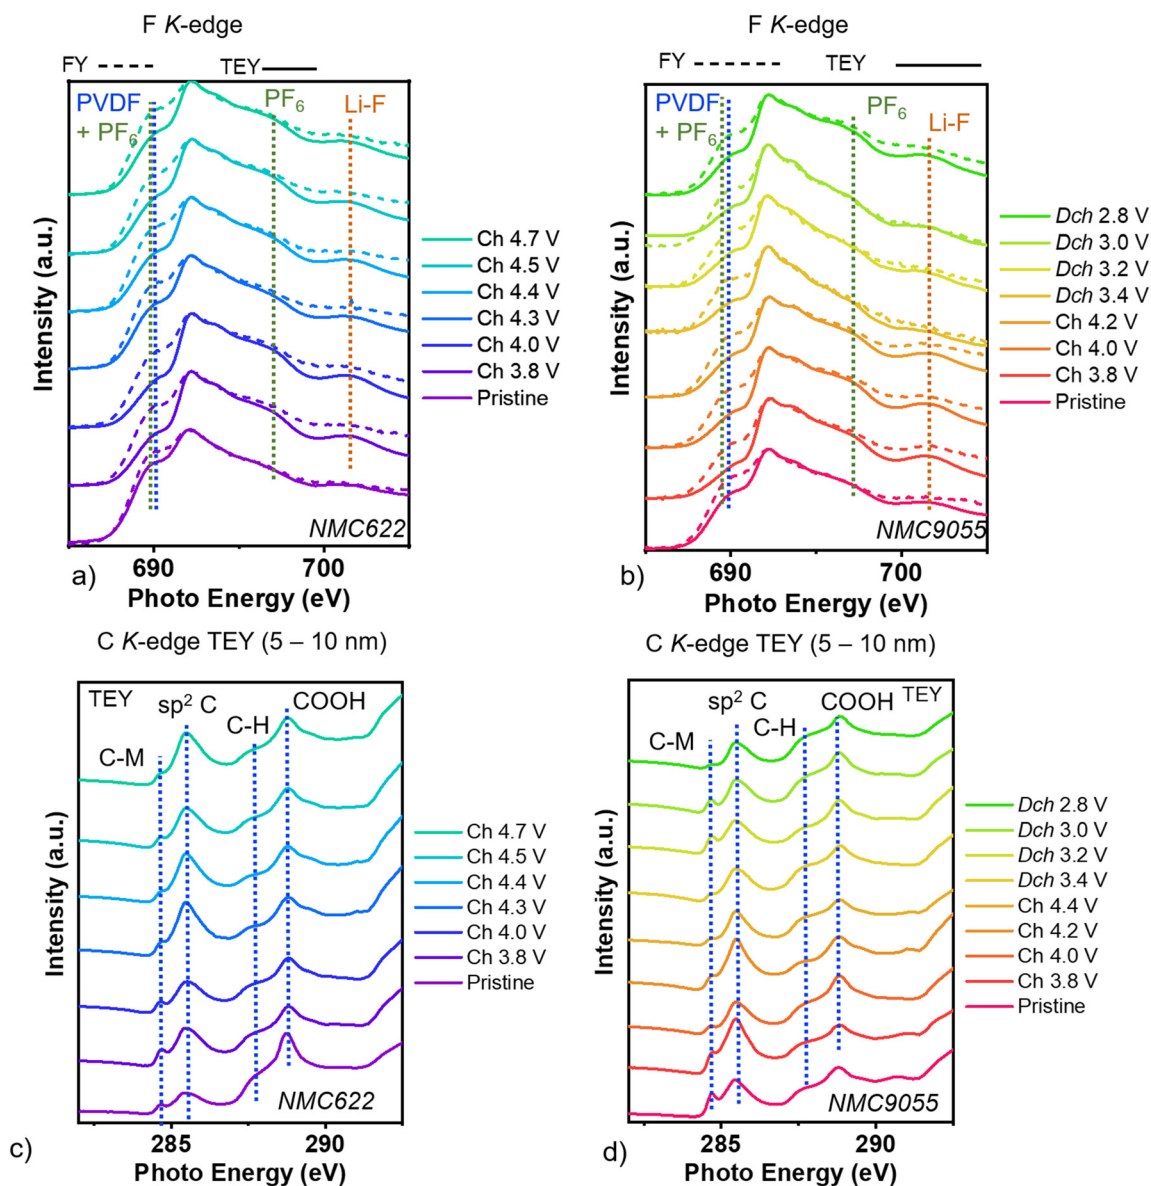 F K-edge
FY
TEY
PVDF
+ PF6
PF6
Li-F
Intensity (a.u.)
Ch 4.7 V
Ch 4.5 V
Ch 4.4 V
Ch 4.3 V
Ch 4.0 V
Ch 3.8 V
Pristine
NMC622
690
700
a)
Photo Energy (eV)
F K-edge
FY
TEY
PVDF
+ PF6
PF6
Li-F
Intensity (a.u.)
Dch 2.8 V
Dch 3.0 V
Dch 3.2 V
Dch 3.4 V
Ch 4.2 V
Ch 4.0 V
Ch 3.8 V
Pristine
NMC9055
690
700
b)
Photo Energy (eV)
C K-edge TEY (5 – 10 nm)
TEY
sp² C
COOH
C-H
C-M
Intensity (a.u.)
Ch 4.7 V
Ch 4.5 V
Ch 4.4 V
Ch 4.3 V
Ch 4.0 V
Ch 3.8 V
Pristine
NMC622
285
290
c)
Photo Energy (eV)
C K-edge TEY (5 – 10 nm)
TEY
sp² C
COOH
C-H
C-M
Intensity (a.u.)
Dch 2.8 V
Dch 3.0 V
Dch 3.2 V
Dch 3.4 V
Ch 4.4 V
Ch 4.2 V
Ch 4.0 V
Ch 3.8 V
Pristine
NMC9055
285
290
d)
Photo Energy (eV)